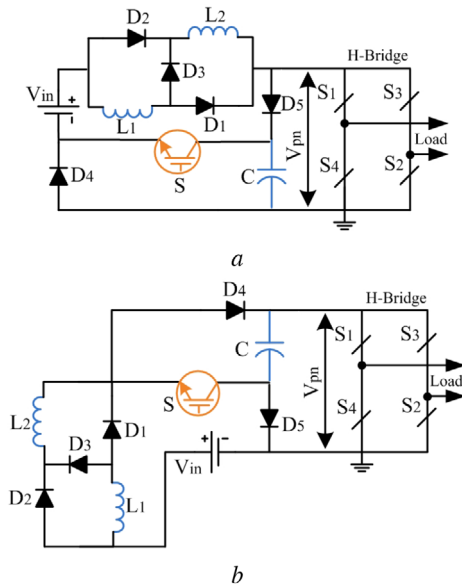 D2
L2
H-Bridge
D3
Vin
+
-
S1
S3
L1
D1
D5
Vpn
Load
D4
S
C
S4
S2
a
D4
H-Bridge
S1
S3
C
Vpn
Load
L2
S
D1
S4
S2
D5
D3
+
-
Vin
D2
L1
b